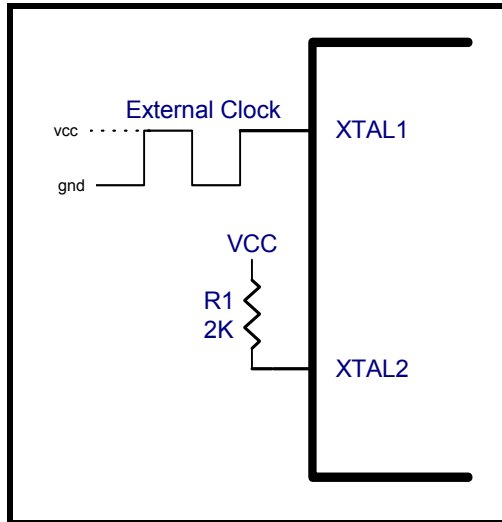 External Clock
vcc
XTAL1
gnd
VCC
R1
2K
XTAL2